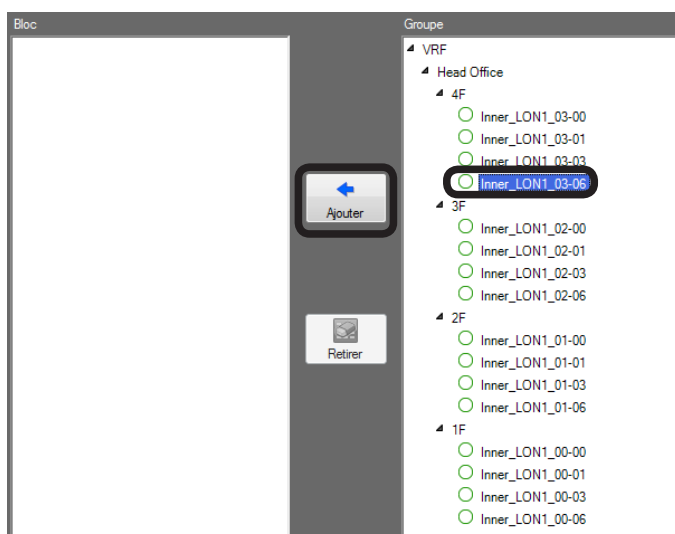 Bloc
Groupe
VRF
Head Office
4F
Inner_LON1_03-00
Inner_LON1_03-01
Inner_LON1_03-03
Inner_LON1_03-06
3F
Inner_LON1_02-00
Inner_LON1_02-01
Inner_LON1_02-03
Inner_LON1_02-06
2F
Inner_LON1_01-00
Inner_LON1_01-01
Inner_LON1_01-03
Inner_LON1_01-06
1F
Inner_LON1_00-00
Inner_LON1_00-01
Inner_LON1_00-03
Inner_LON1_00-06
Ajouter
Retirer